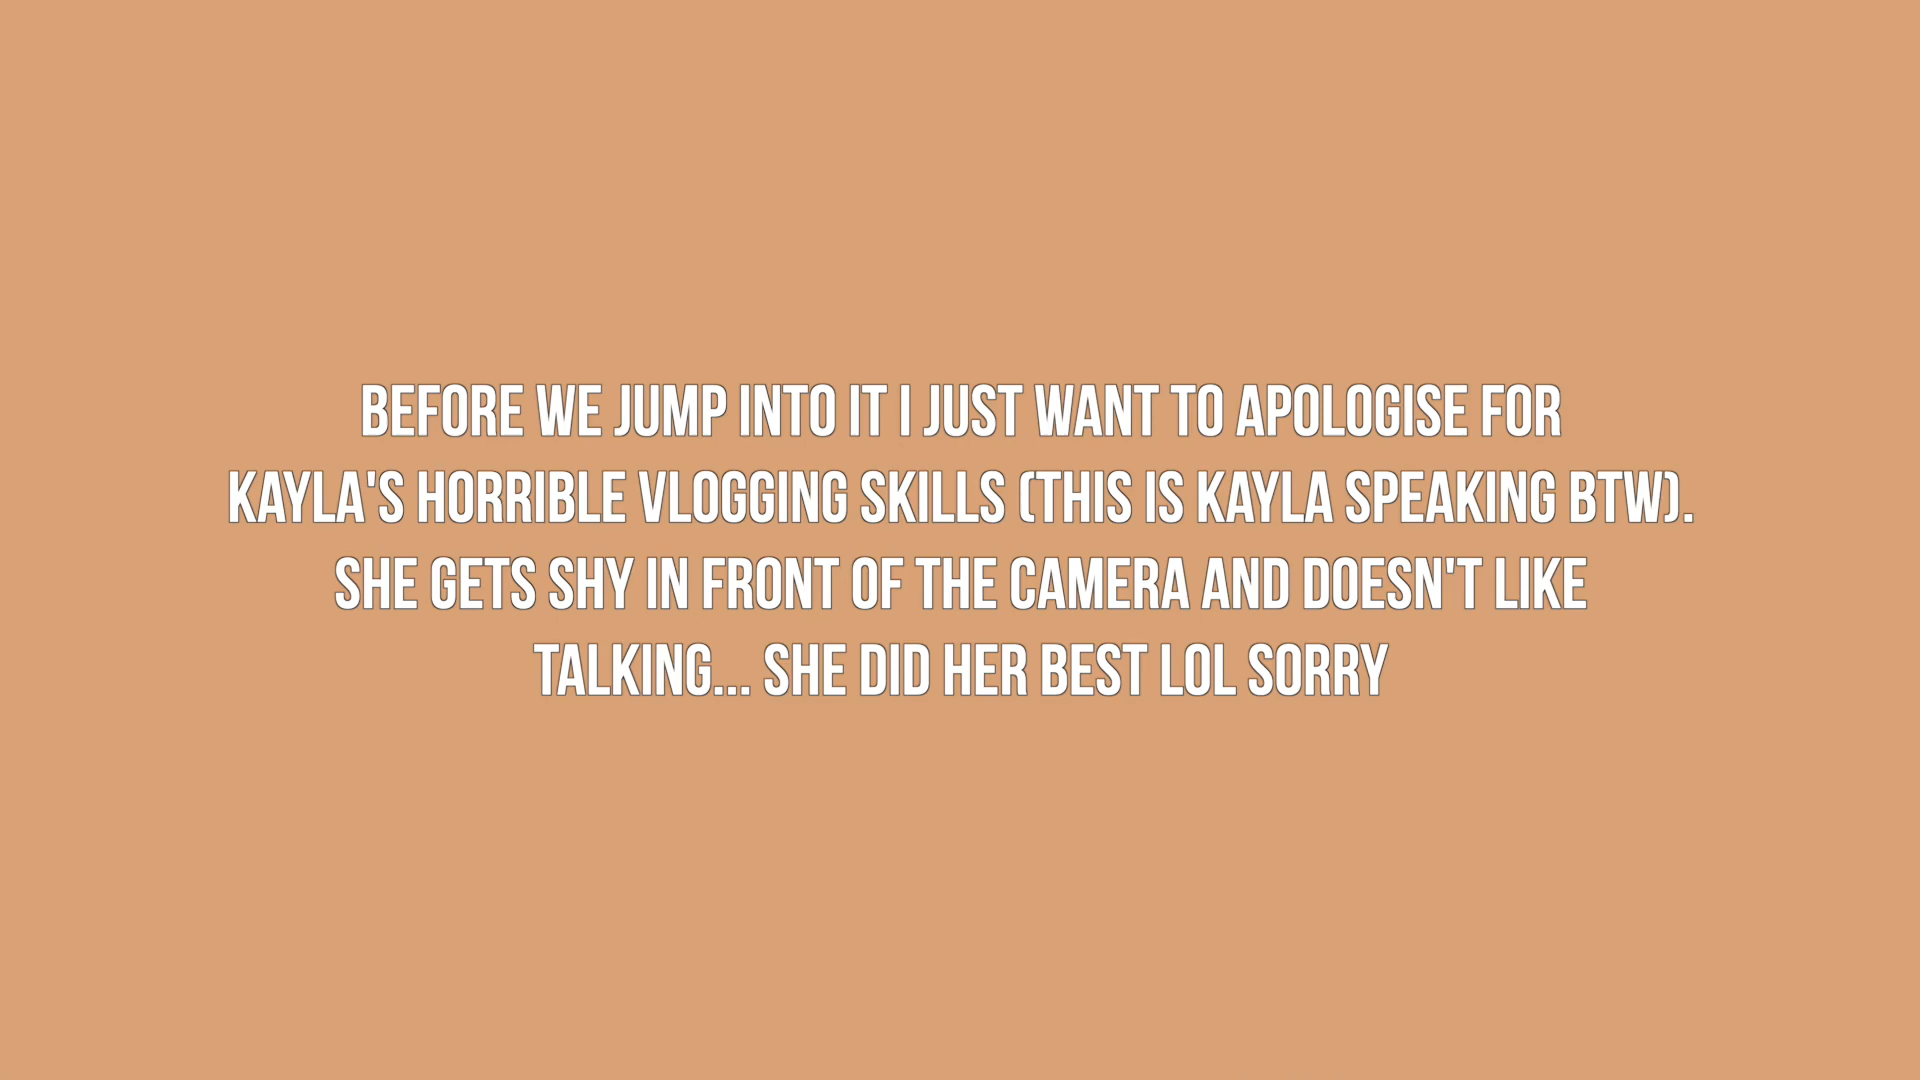 BEFORE WE JUMP INTO IT I JUST WANT TO APOLOGISE FOR
KAYLA'S HORRIBLE VLOGGING SKILLS (THIS IS KAYLA SPEAKING BTW).
SHE GETS SHY IN FRONT OF THE CAMERA AND DOESN'T LIKE
TALKING... SHE DID HER BEST LOL SORRY